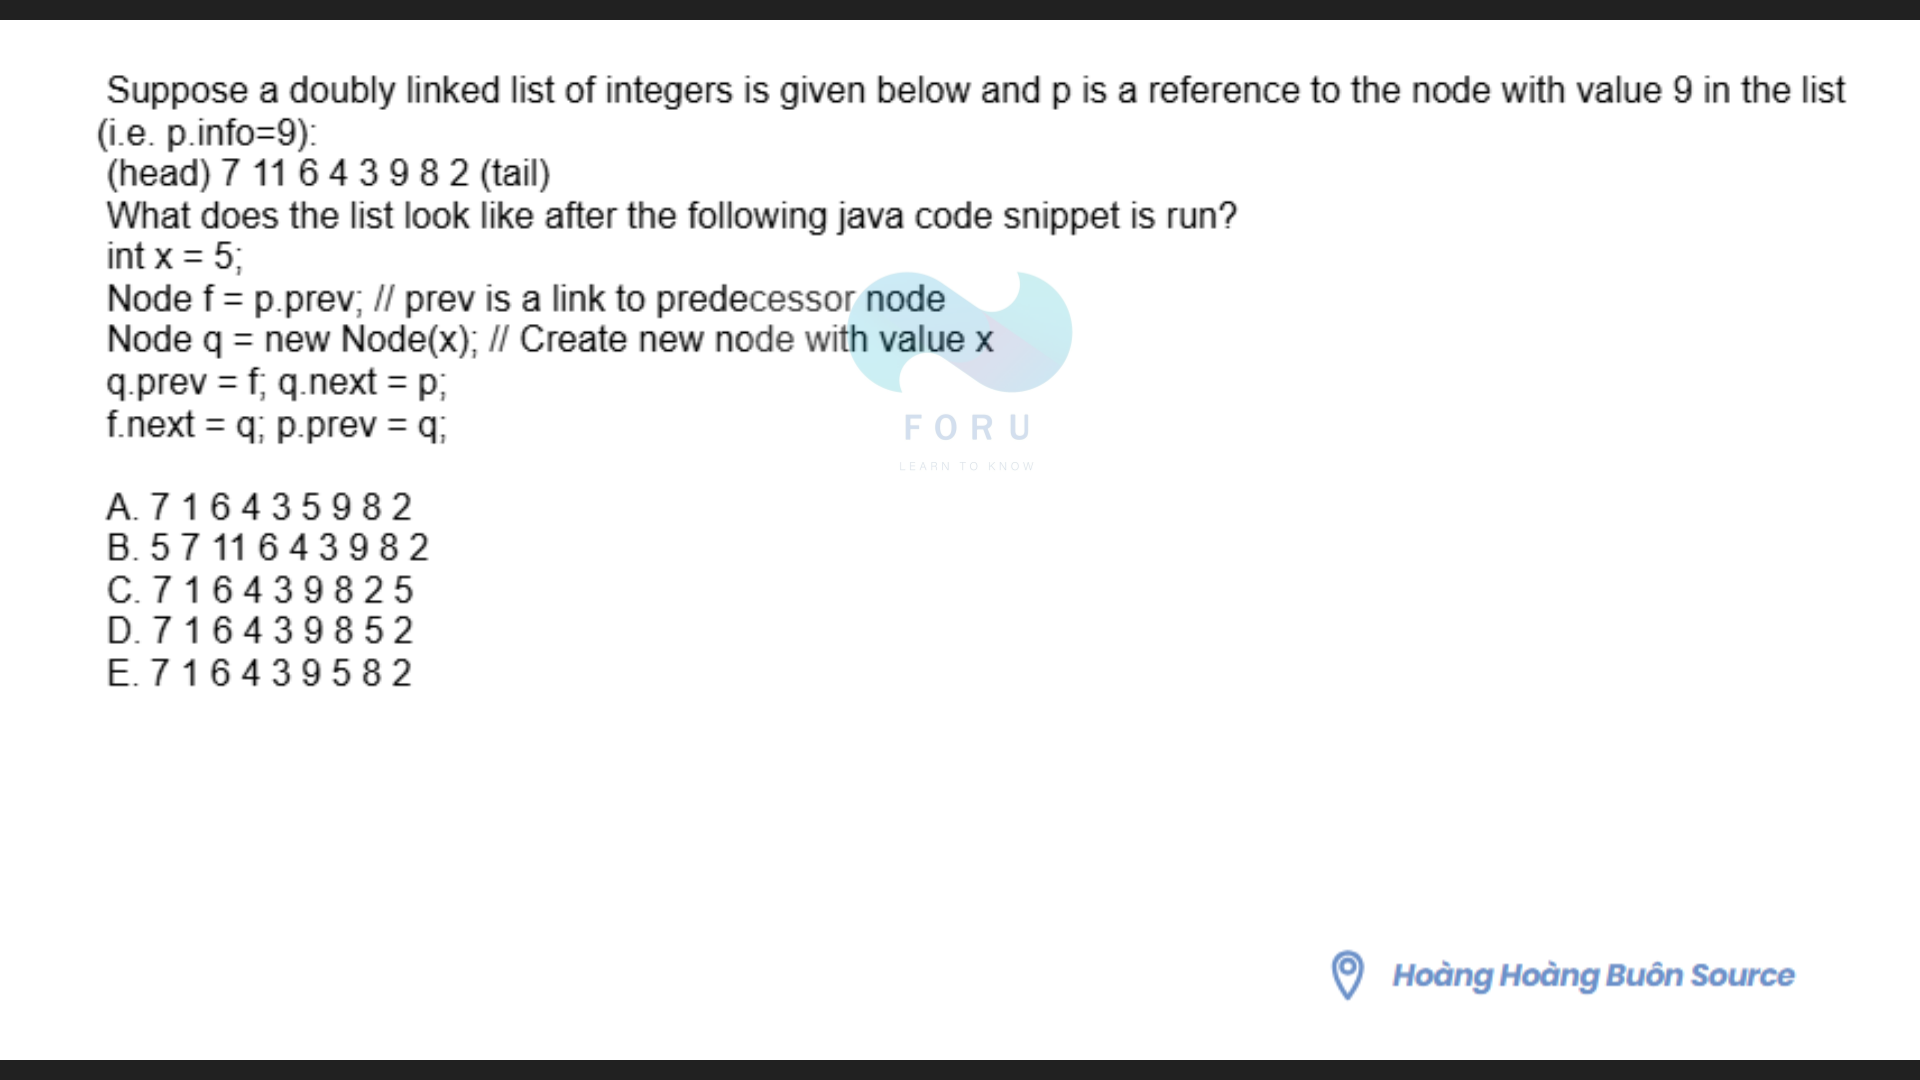 Suppose a doubly linked list of integers is given below and p is a reference to the node with value 9 in the list
(i.e. p.info=9):
(head) 7 11 6 4 3 9 8 2 (tail)
What does the list look like after the following java code snippet is run?
int x = 5;
Node f = p.prev; // prev is a link to predecessor node
Node q = new Node(x); // Create new node with value x
q.prev = f; q.next = p;
f.next = q; p.prev = q;
FORU
LEARN TO KNOW
A. 7 1 6 4 3 5 9 8 2
B. 5 7 11 6 4 3 9 8 2
C. 7 1 6 4 3 9 8 2 5
D. 7 1 6 4 3 9 8 5 2
E. 7 1 6 4 3 9 5 8 2
Hoàng Hoàng Buôn Source